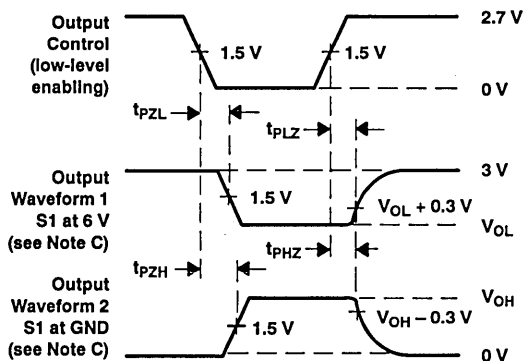 Output
Control
(low-level
enabling)
1.5 V
1.5 V
2.7 V
0 V
tPZL
tPLZ
Output
Waveform 1
S1 at 6 V
(see Note C)
1.5 V
3 V
VOL + 0.3 V
VOL
tPZH
tPHZ
Output
Waveform 2
S1 at GND
(see Note C)
1.5 V
VOH
VOH – 0.3 V
0 V